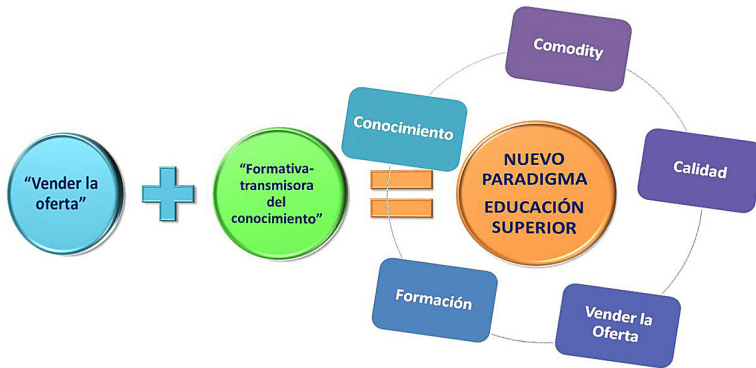 “Vender la
oferta”
“Formativa-
transmisora
del
conocimiento”
NUEVO
PARADIGMA
EDUCACIÓN
SUPERIOR
Comodity
Calidad
Vender la
Oferta
Formación
Conocimiento